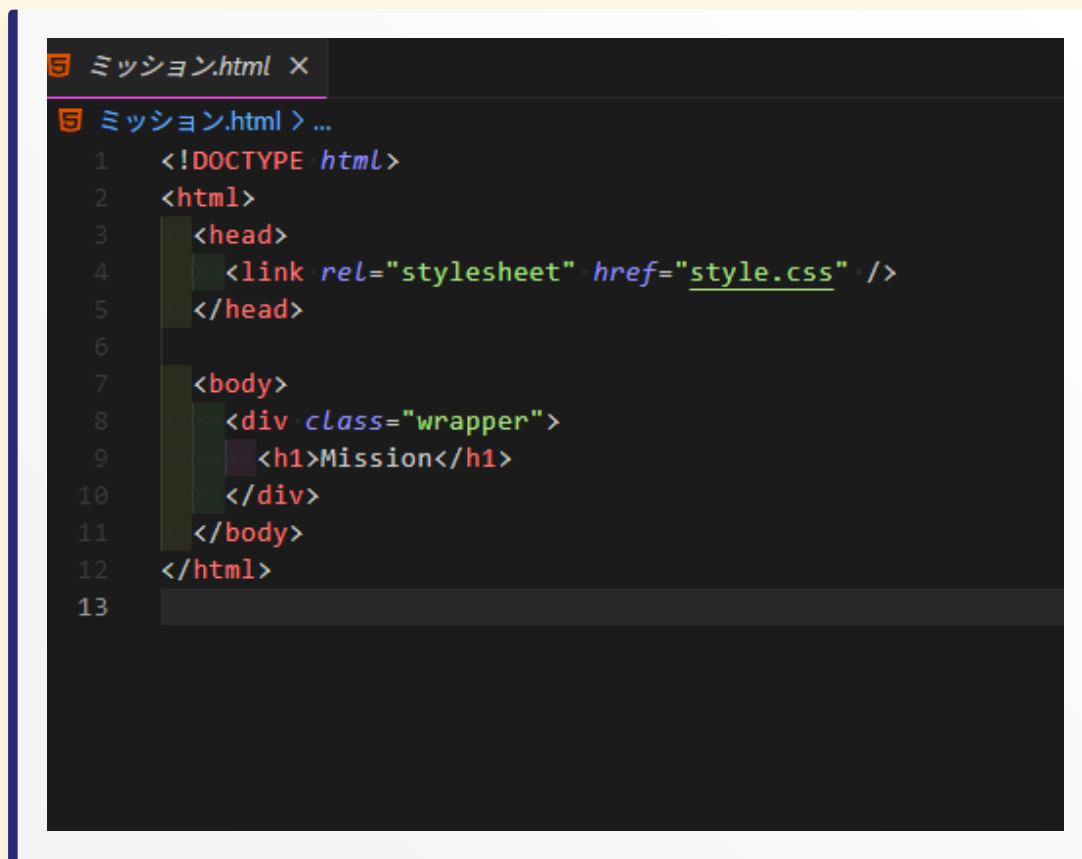 ミッション.html ×
ミッション.html > ...
1 <!DOCTYPE html>
2 <html>
3 <head>
4 <link rel="stylesheet" href="style.css" />
5 </head>
6
7 <body>
8 <div class="wrapper">
9 <h1>Mission</h1>
10 </div>
11 </body>
12 </html>
13